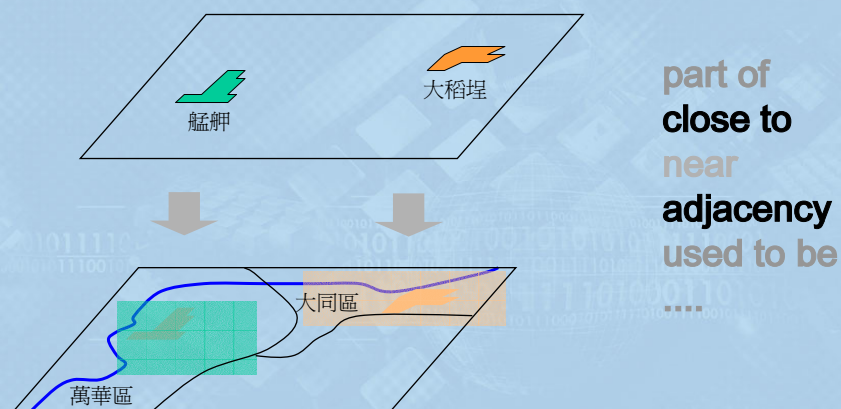 大稻埕
艋舺
大同區
萬華區
part of
close to
near
adjacency
used to be
....